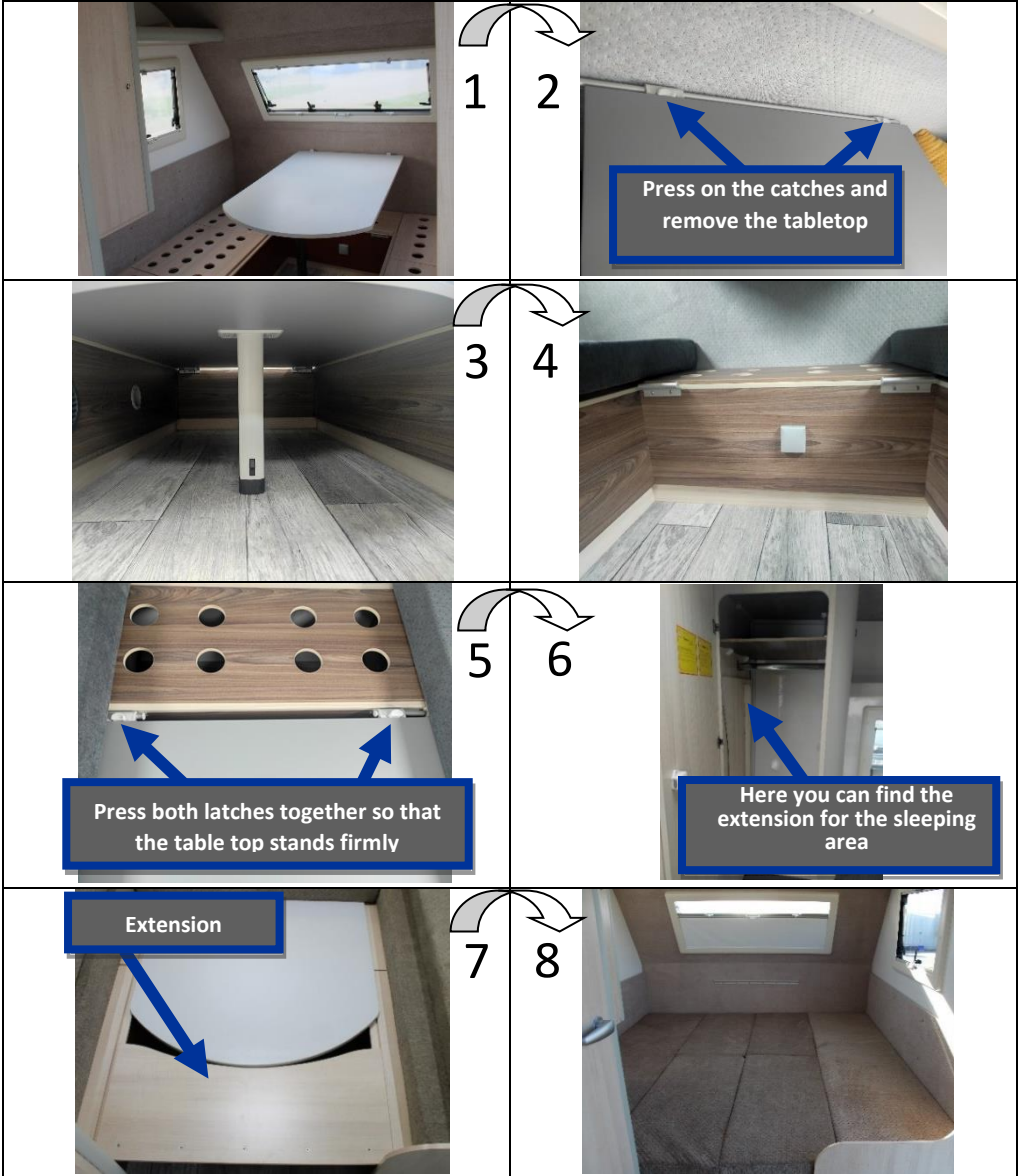 1 2
Press on the catches and
remove the tabletop
3 4
5 6
Press both latches together so that
the table top stands firmly
Here you can find the
extension for the sleeping
area
Extension
7 8